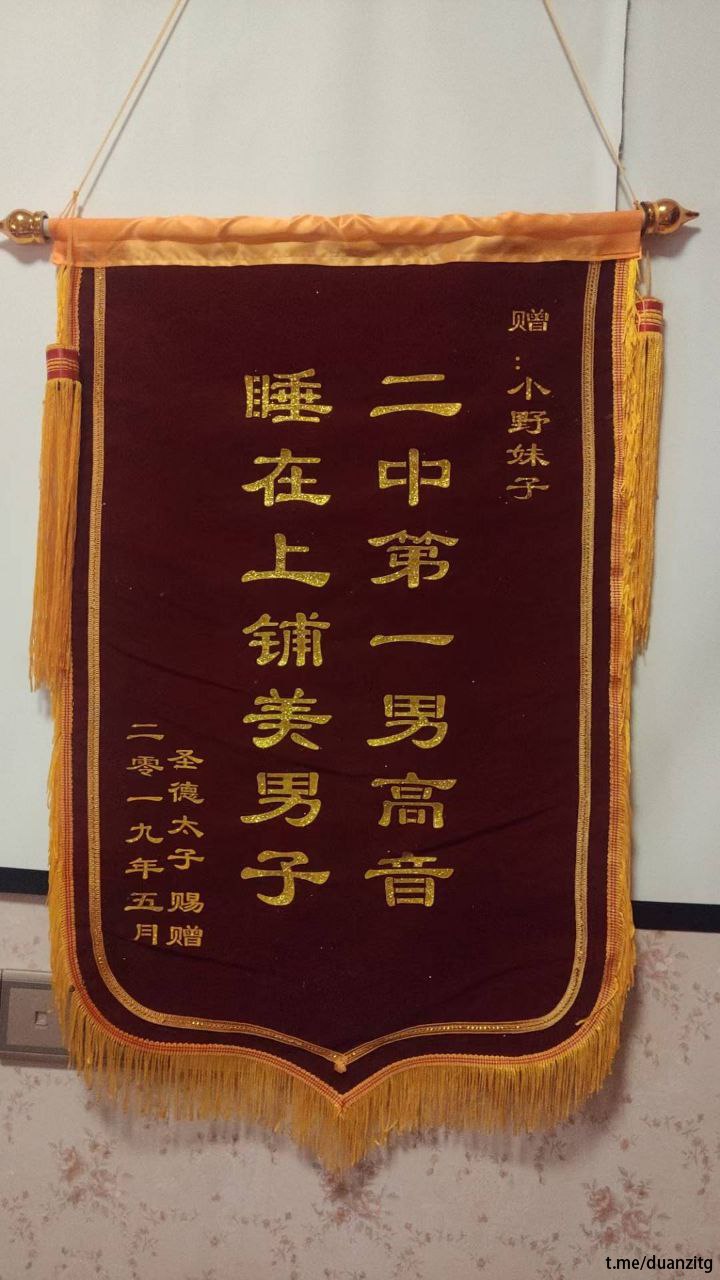 赠：小野妹子
二中第一男高音
睡在上铺美男子
圣德太子 赐赠
二零一九年五月
t.me/duanzitg